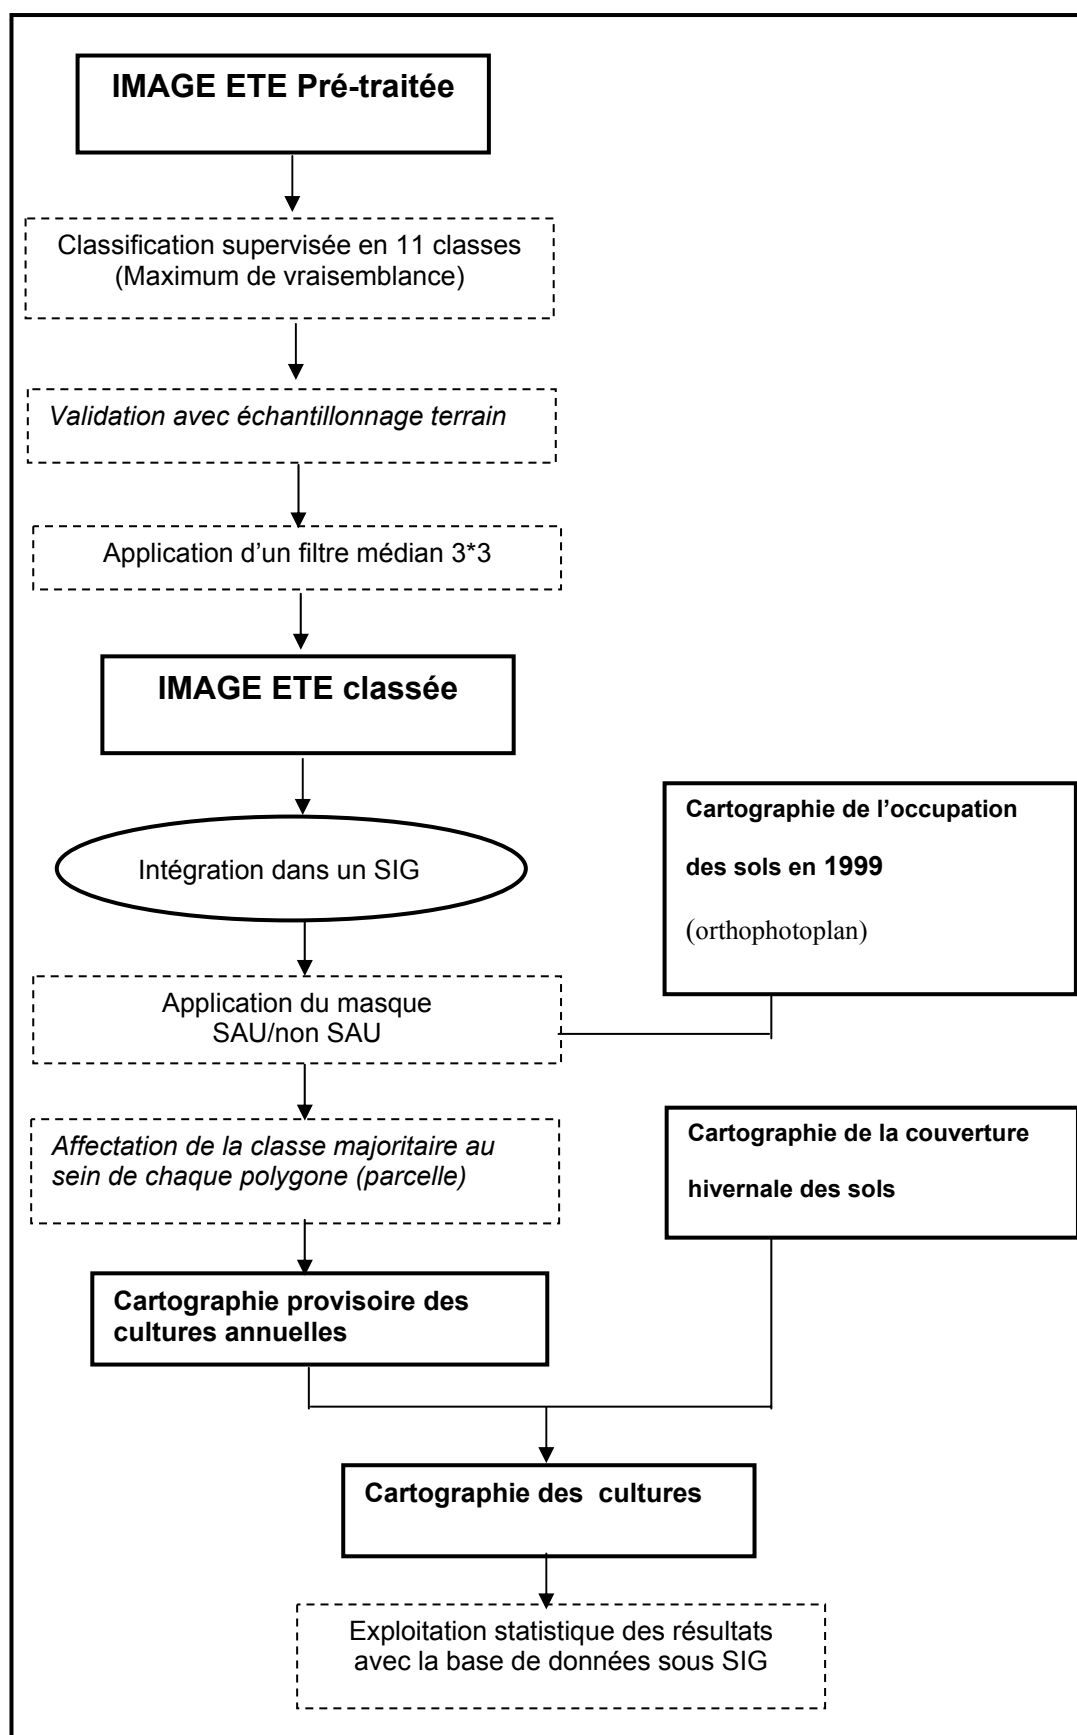 IMAGE ETE Pré-traitée
Classification supervisée en 11 classes
(Maximum de vraisemblance)
Validation avec échantillonnage terrain
Application d’un filtre médian 3*3
IMAGE ETE classée
Intégration dans un SIG
Cartographie de l’occupation
des sols en 1999
(orthophotoplan)
Application du masque
SAU/non SAU
Affectation de la classe majoritaire au
sein de chaque polygone (parcelle)
Cartographie de la couverture
hivernale des sols
Cartographie provisoire des
cultures annuelles
Cartographie des cultures
Exploitation statistique des résultats
avec la base de données sous SIG